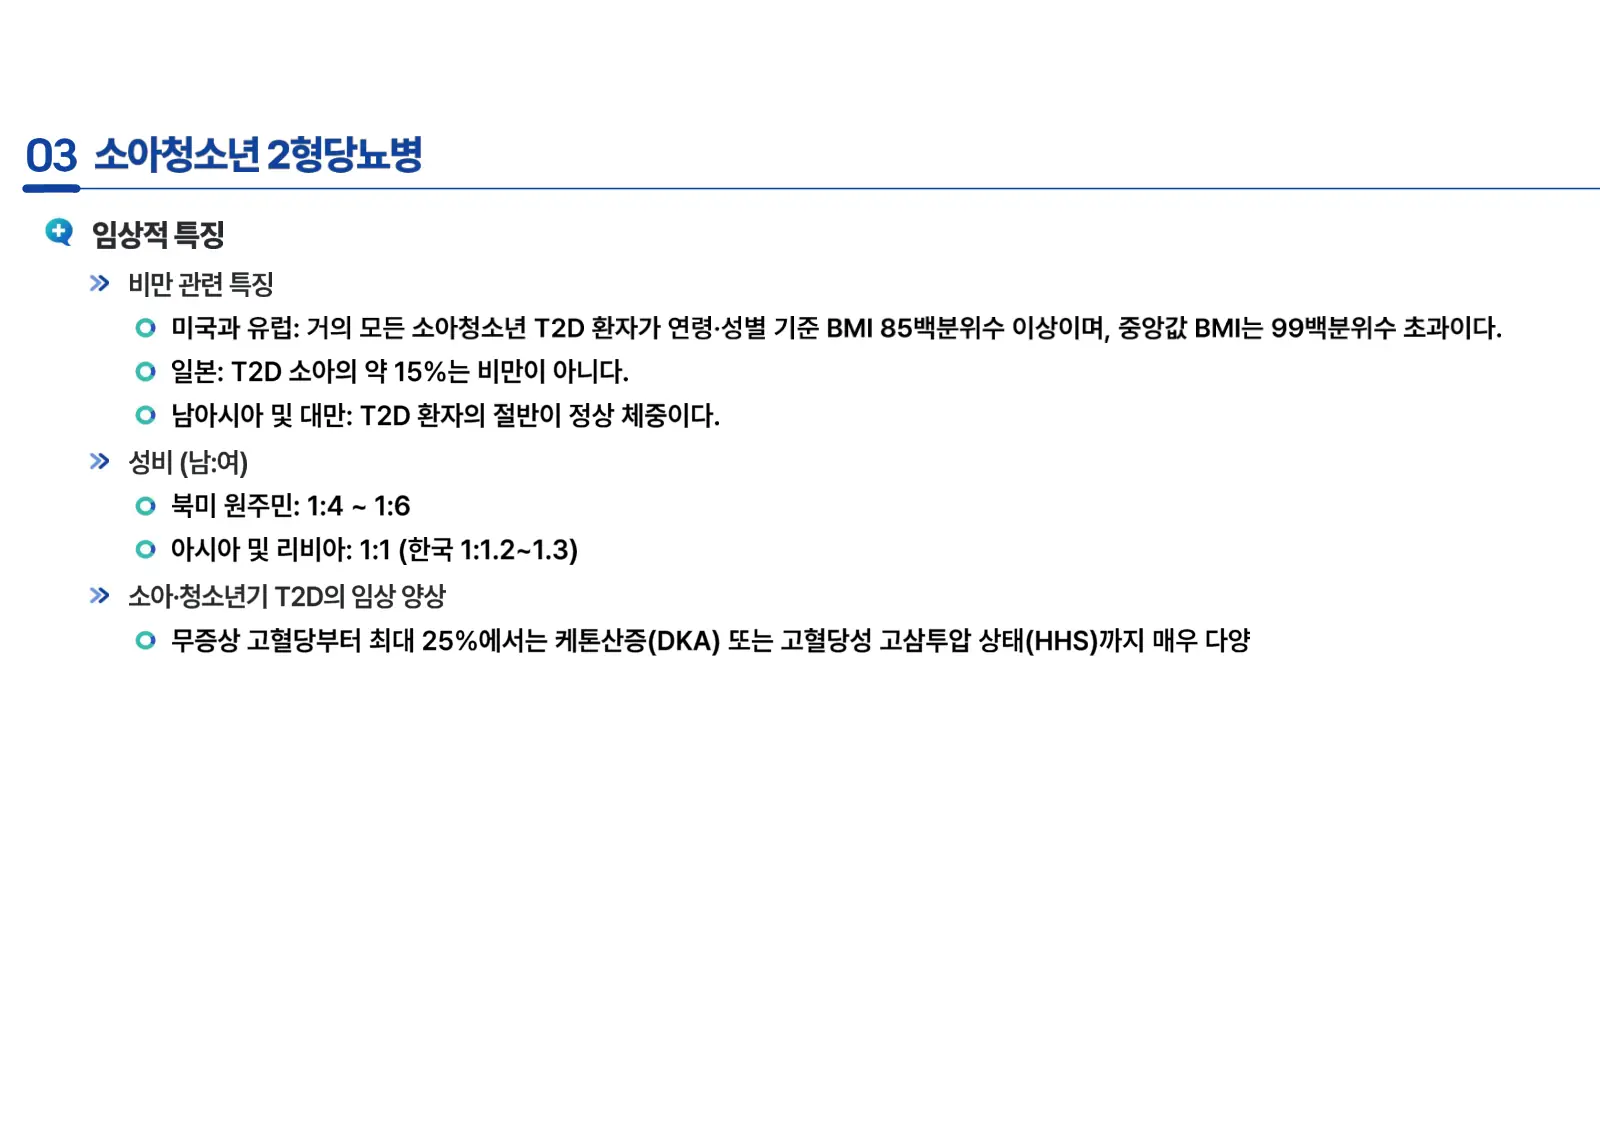 03 소아청소년 2형당뇨병
임상적 특징
비만 관련 특징
미국과 유럽: 거의 모든 소아청소년 T2D 환자가 연령·성별 기준 BMI 85백분위수 이상이며, 중앙값 BMI는 99백분위수 초과이다.
일본: T2D 소아의 약 15%는 비만이 아니다.
남아시아 및 대만: T2D 환자의 절반이 정상 체중이다.
성비 (남:여)
북미 원주민: 1:4 ~ 1:6
아시아 및 리비아: 1:1 (한국 1:1.2~1.3)
소아·청소년기 T2D의 임상 양상
무증상 고혈당부터 최대 25%에서는 케톤산증(DKA) 또는 고혈당성 고삼투압 상태(HHS)까지 매우 다양